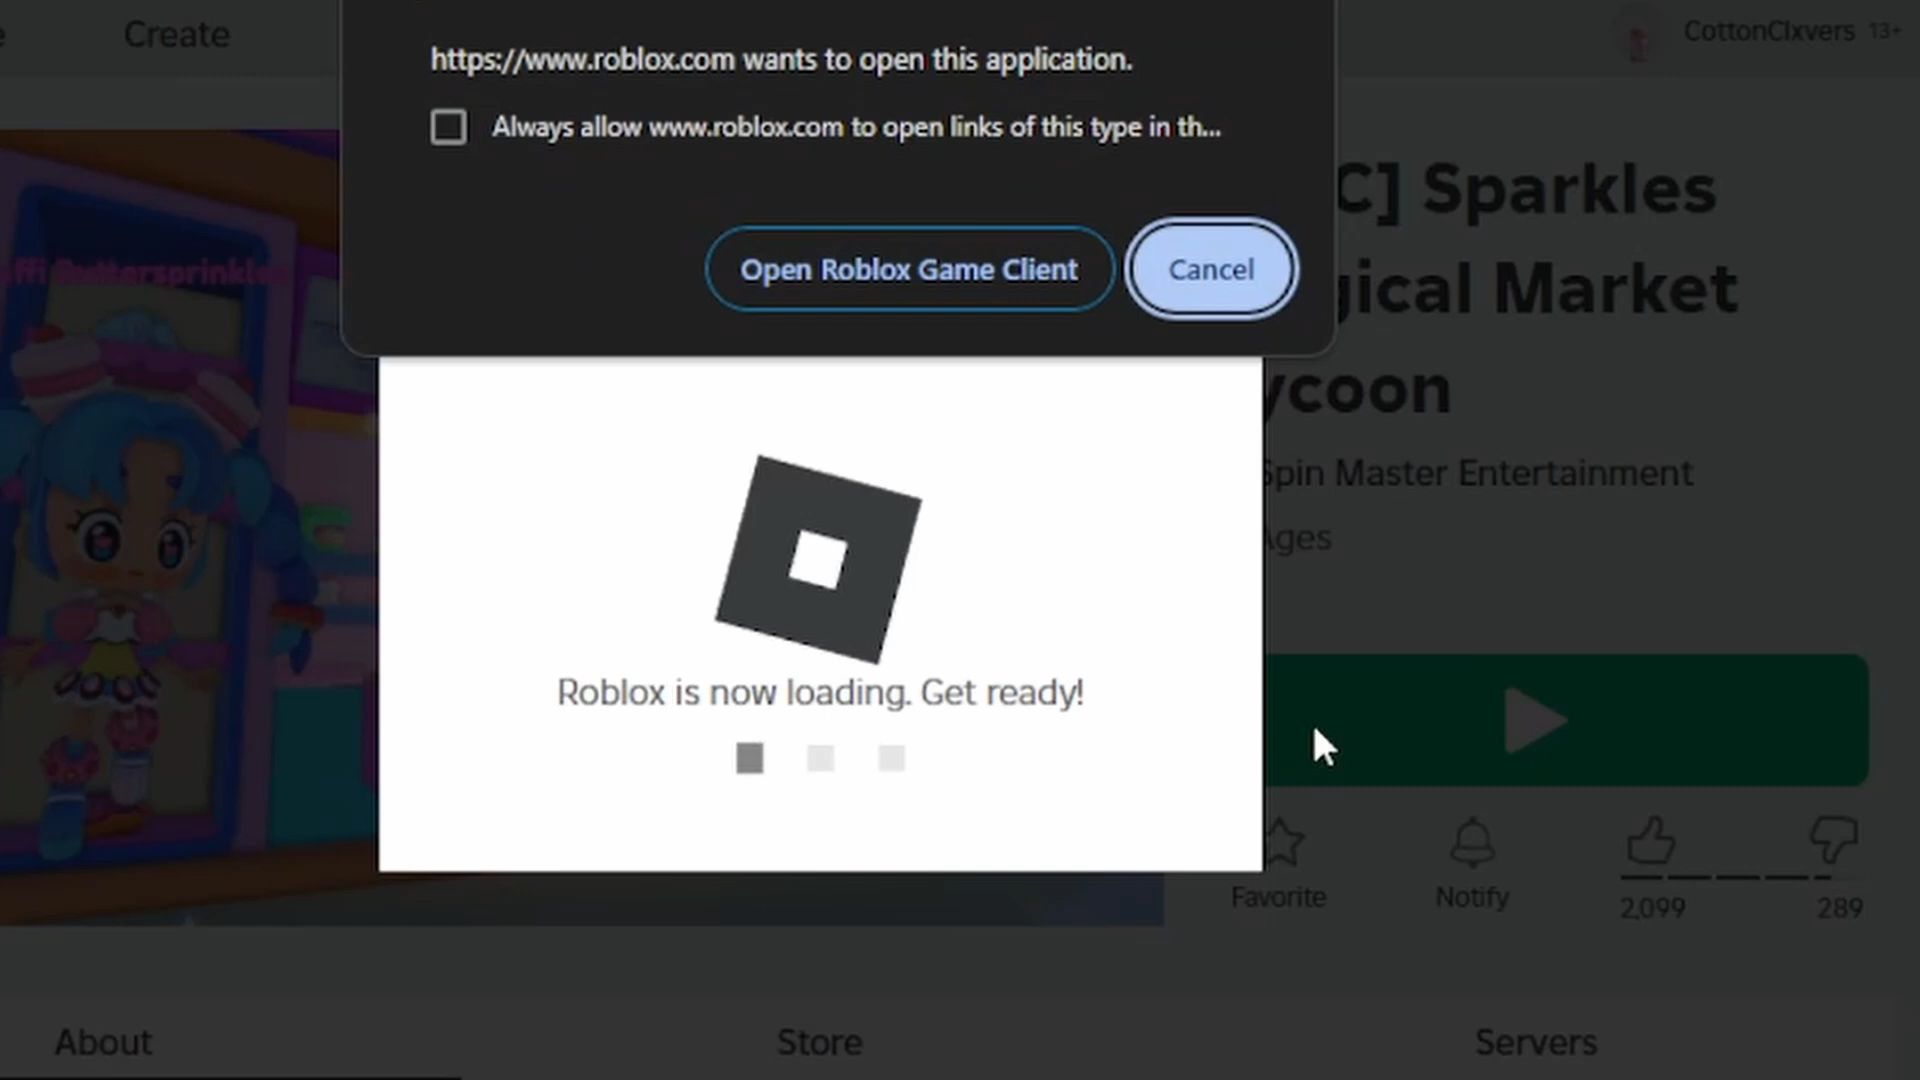 Create
CottonClxvers 13+
https://www.roblox.com wants to open this application.
Always allow www.roblox.com to open links of this type in th...
Open Roblox Game Client
Cancel
C] Sparkles
gical Market
ycoon
Spin Master Entertainment
Ages
ffi Buttersprinkles
Roblox is now loading. Get ready!
Favorite
Notify
2,099
289
About
Store
Servers